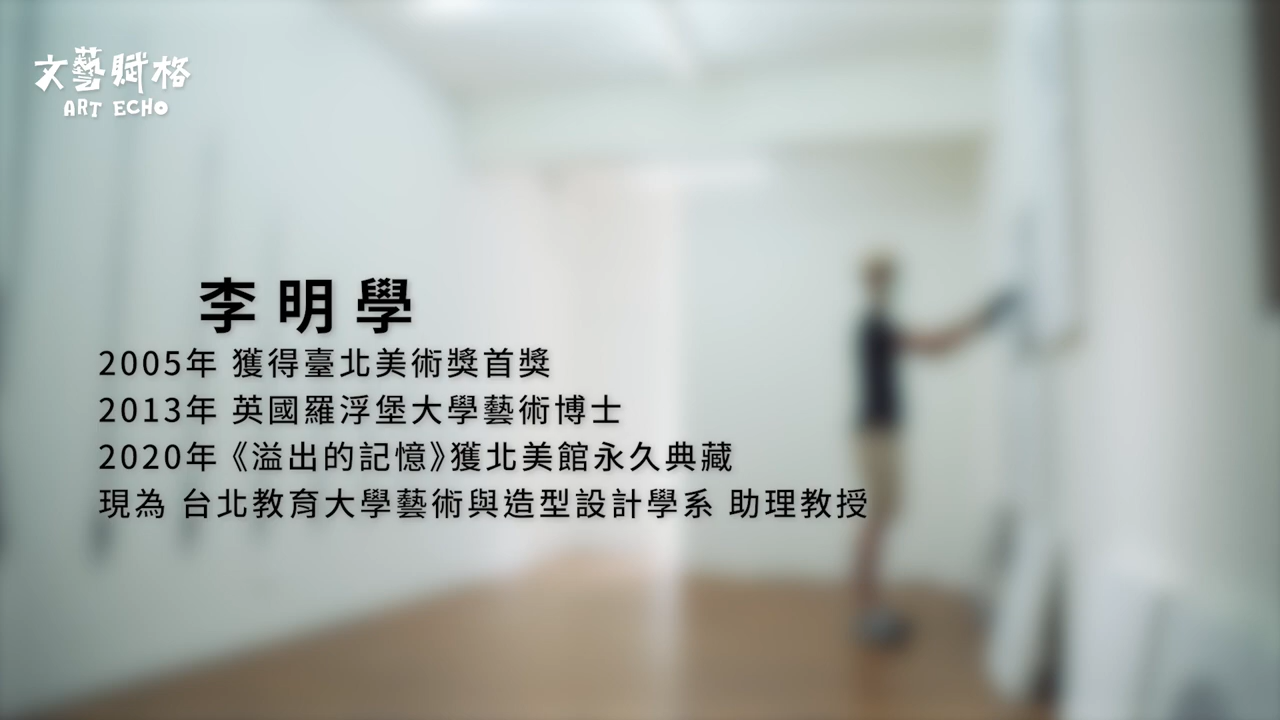 文藝賦格
ART ECHO
李明學
2005年 獲得臺北美術獎首獎
2013年 英國羅浮堡大學藝術博士
2020年《溢出的記憶》獲北美館永久典藏
現為 台北教育大學藝術與造型設計學系 助理教授